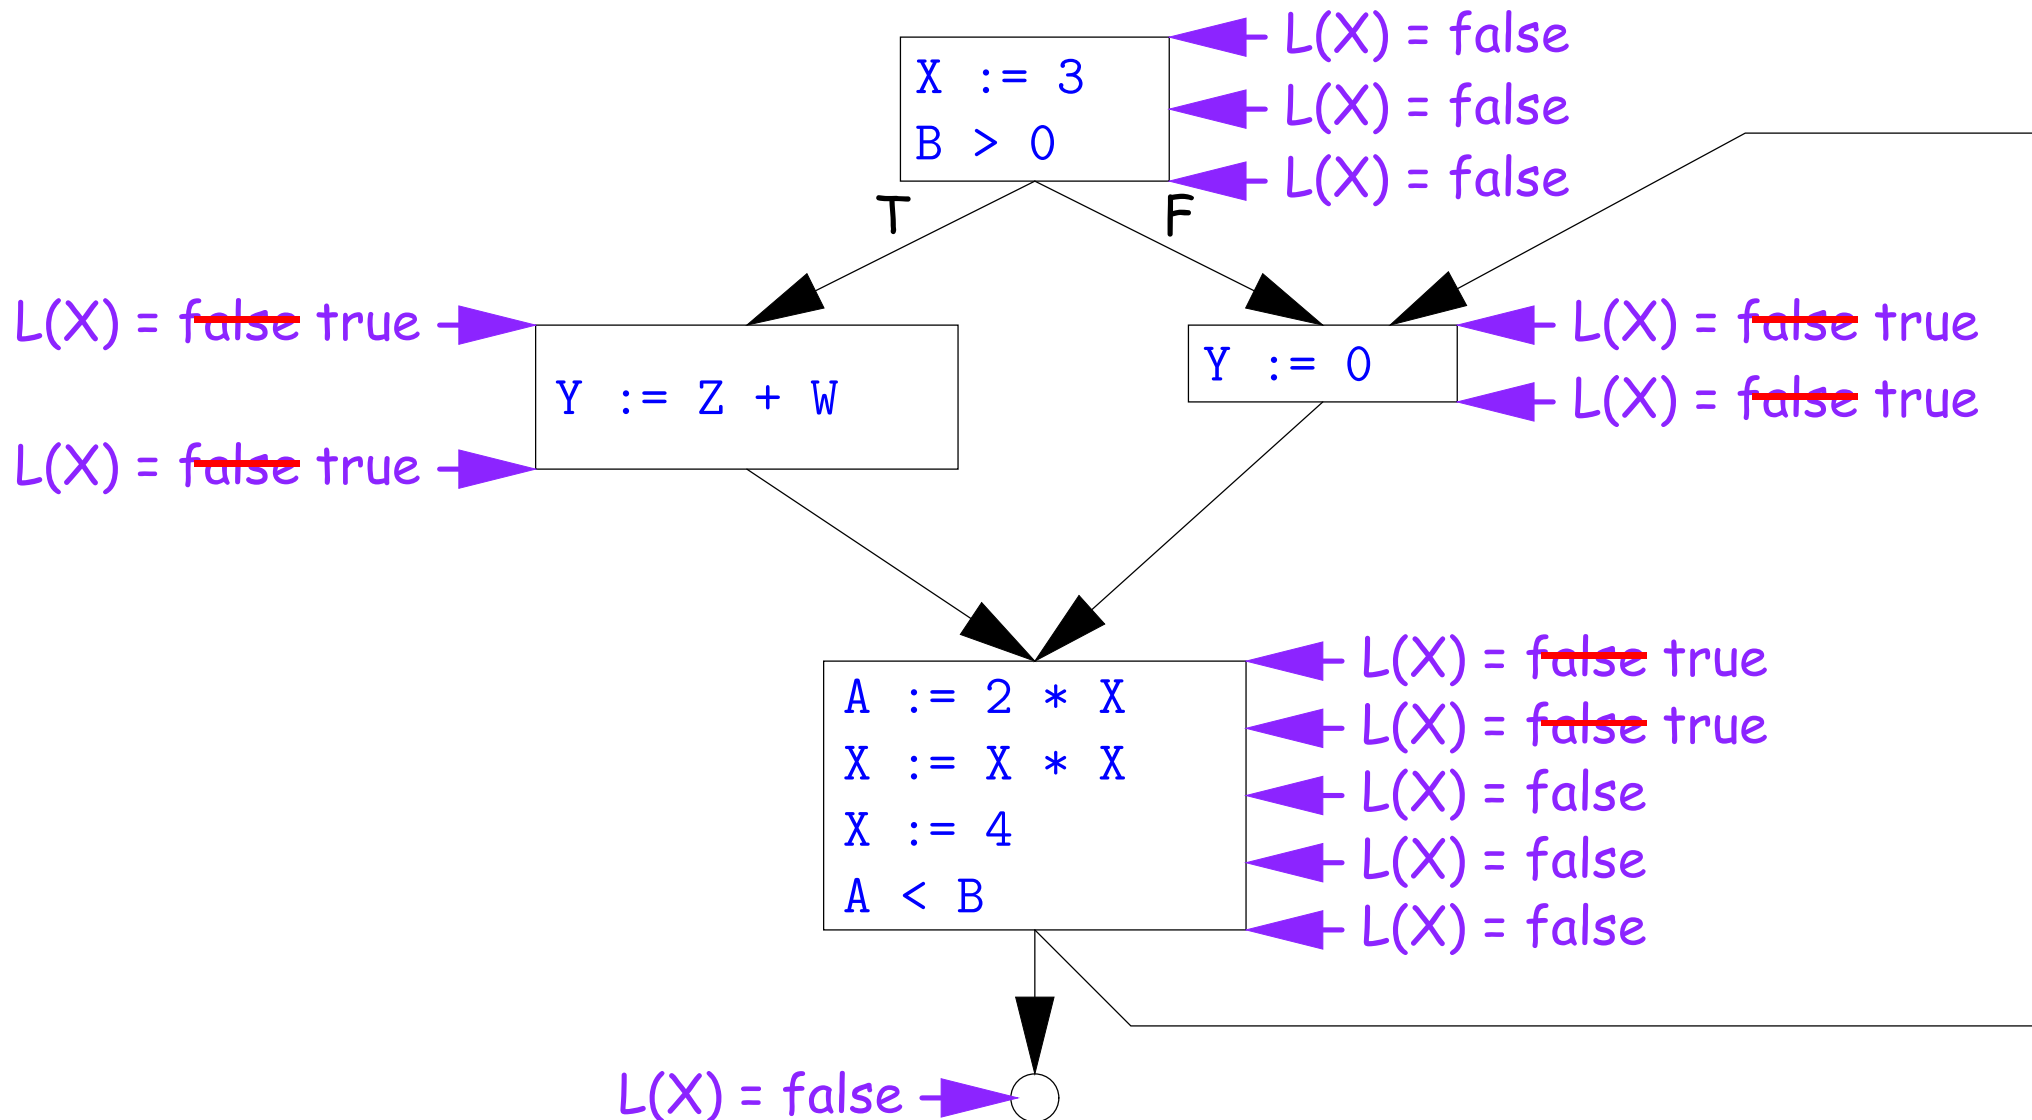 L(X) = false
X := 3
L(X) = false
B > 0
L(X) = false
T
F
L(X) = false true
L(X) = false true
Y := 0
Y := Z + W
L(X) = false true
L(X) = false true
L(X) = false true
A := 2 * X
L(X) = false true
X := X * X
L(X) = false
X := 4
L(X) = false
A < B
L(X) = false
L(X) = false